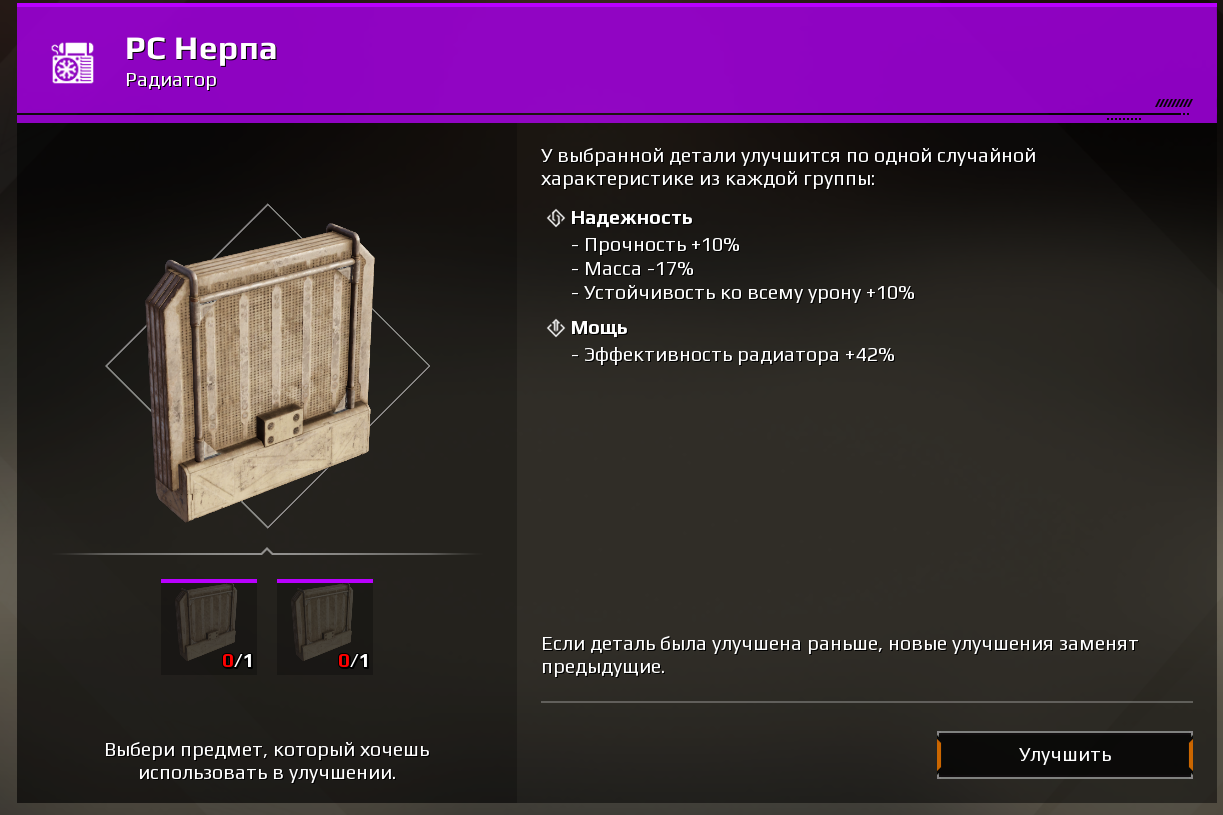 РС Нерпа
Радиатор
У выбранной детали улучшится по одной случайной
характеристике из каждой группы:
Надежность
- Прочность +10%
- Масса -17%
- Устойчивость ко всему урону +10%
Мощь
- Эффективность радиатора +42%
0/1
0/1
Если деталь была улучшена раньше, новые улучшения заменят
предыдущие.
Выбери предмет, который хочешь
использовать в улучшении.
Улучшить